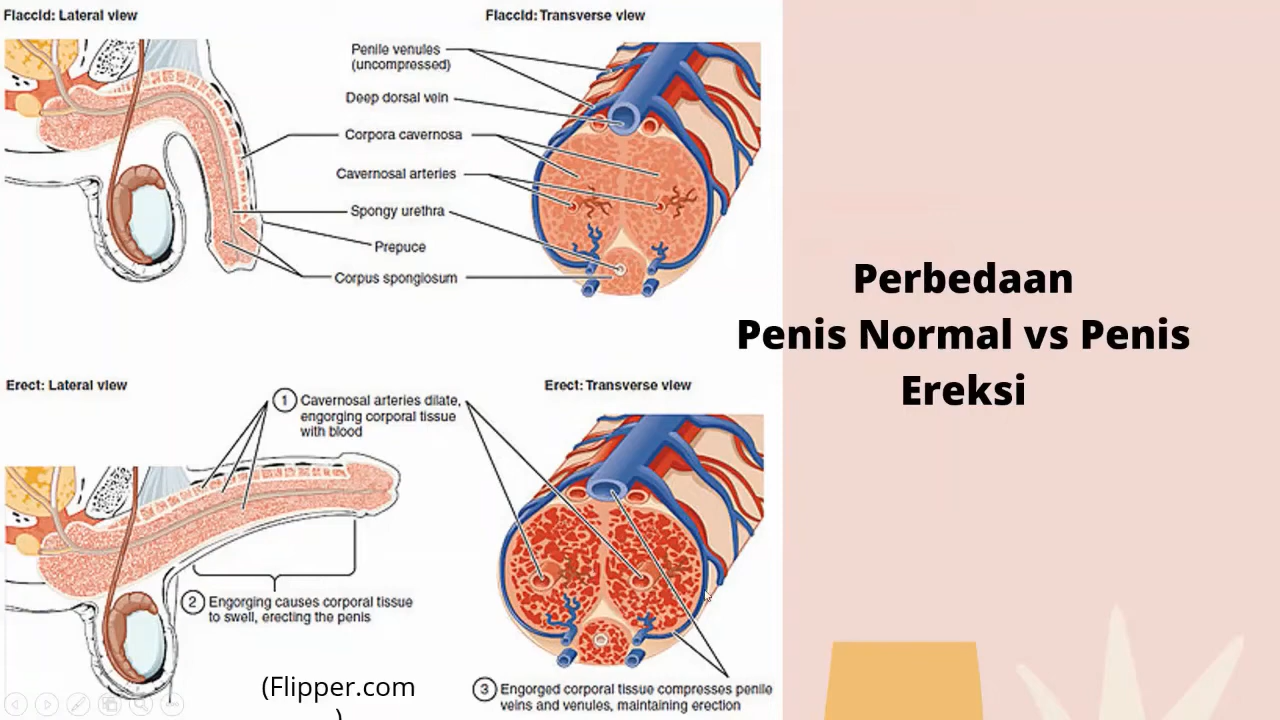 Flaccid: Lateral view
Flaccid: Transverse view
Penile venules
(uncompressed)
Deep dorsal vein
Corpora cavernosa
Cavernosal arteries
Spongy urethra
Prepuce
Corpus spongiosum
Perbedaan
Penis Normal vs Penis
Ereksi
Erect: Lateral view
Erect: Transverse view
1 Cavernosal arteries dilate,
engorging corporal tissue
with blood
2 Engorging causes corporal tissue
to swell, erecting the penis
3 Engorged corporal tissue compresses penile
veins and venules, maintaining erection
(Flipper.com
)